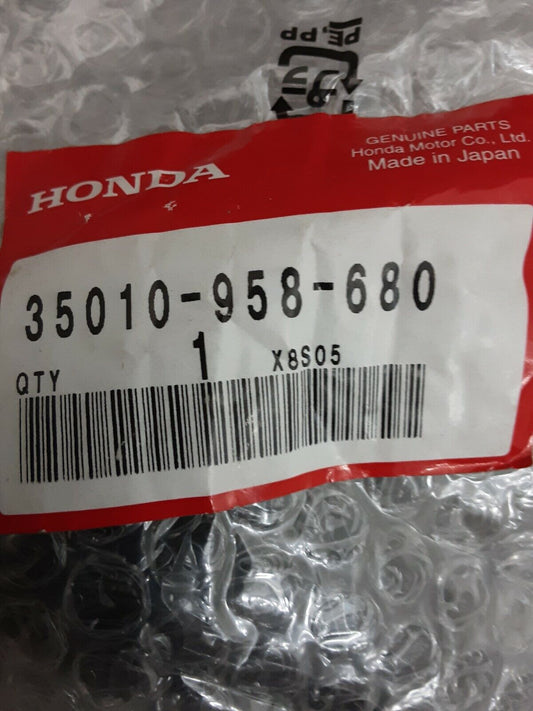 PE, PP
HONDA
GENUINE PARTS
Honda Motor Co., Ltd.
Made in Japan
35010-958-680
QTY 1 X8S05